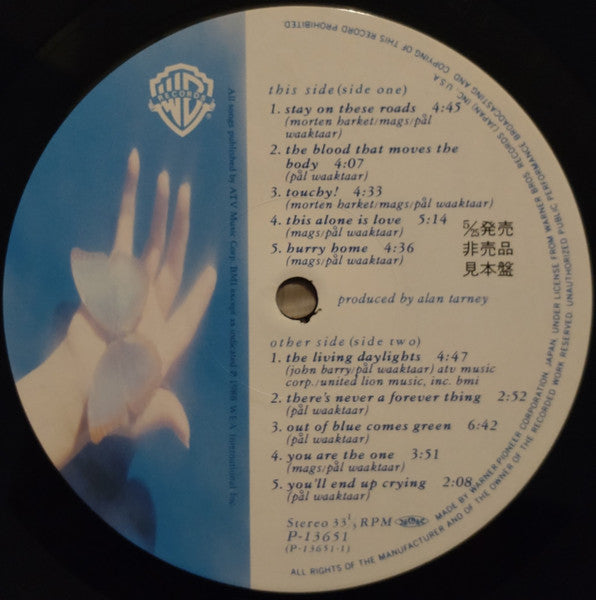 WB
RECORDS
All songs published by ATV Music Corp. BMI except as indicated ℗ 1988 WEA International Inc.
this side (side one)
1. stay on these roads 4:45
(morten harket/mags/pål
waaktaar)
2. the blood that moves the
body 4:07
(pål waaktaar)
3. touchy! 4:33
(morten harket/mags/pål waaktaar)
4. this alone is love 5:14
(mags/pål waaktaar)
5. hurry home 4:36
(mags/pål waaktaar)
5/25発売
非売品
見本盤
produced by alan tarney
other side (side two)
1. the living daylights 4:47
(john barry/pål waaktaar) atv music
corp./united lion music, inc. bmi
2. there's never a forever thing 2:52
(pål waaktaar)
3. out of blue comes green 6:42
(pål waaktaar)
4. you are the one 3:51
(mags/pål waaktaar)
5. you'll end up crying 2:08
(pål waaktaar)
Stereo 33 1/3 RPM
P-13651
(P-13651-1)
MADE BY WARNER-PIONEER CORPORATION, JAPAN, UNDER LICENSE FROM WARNER BROS. RECORDS (JAPAN) INC. U.S.A.
ALL RIGHTS OF THE MANUFACTURER AND OF THE OWNER OF THE RECORDED WORK RESERVED. UNAUTHORIZED PUBLIC PERFORMANCE BROADCASTING AND COPYING OF THIS RECORD PROHIBITED.